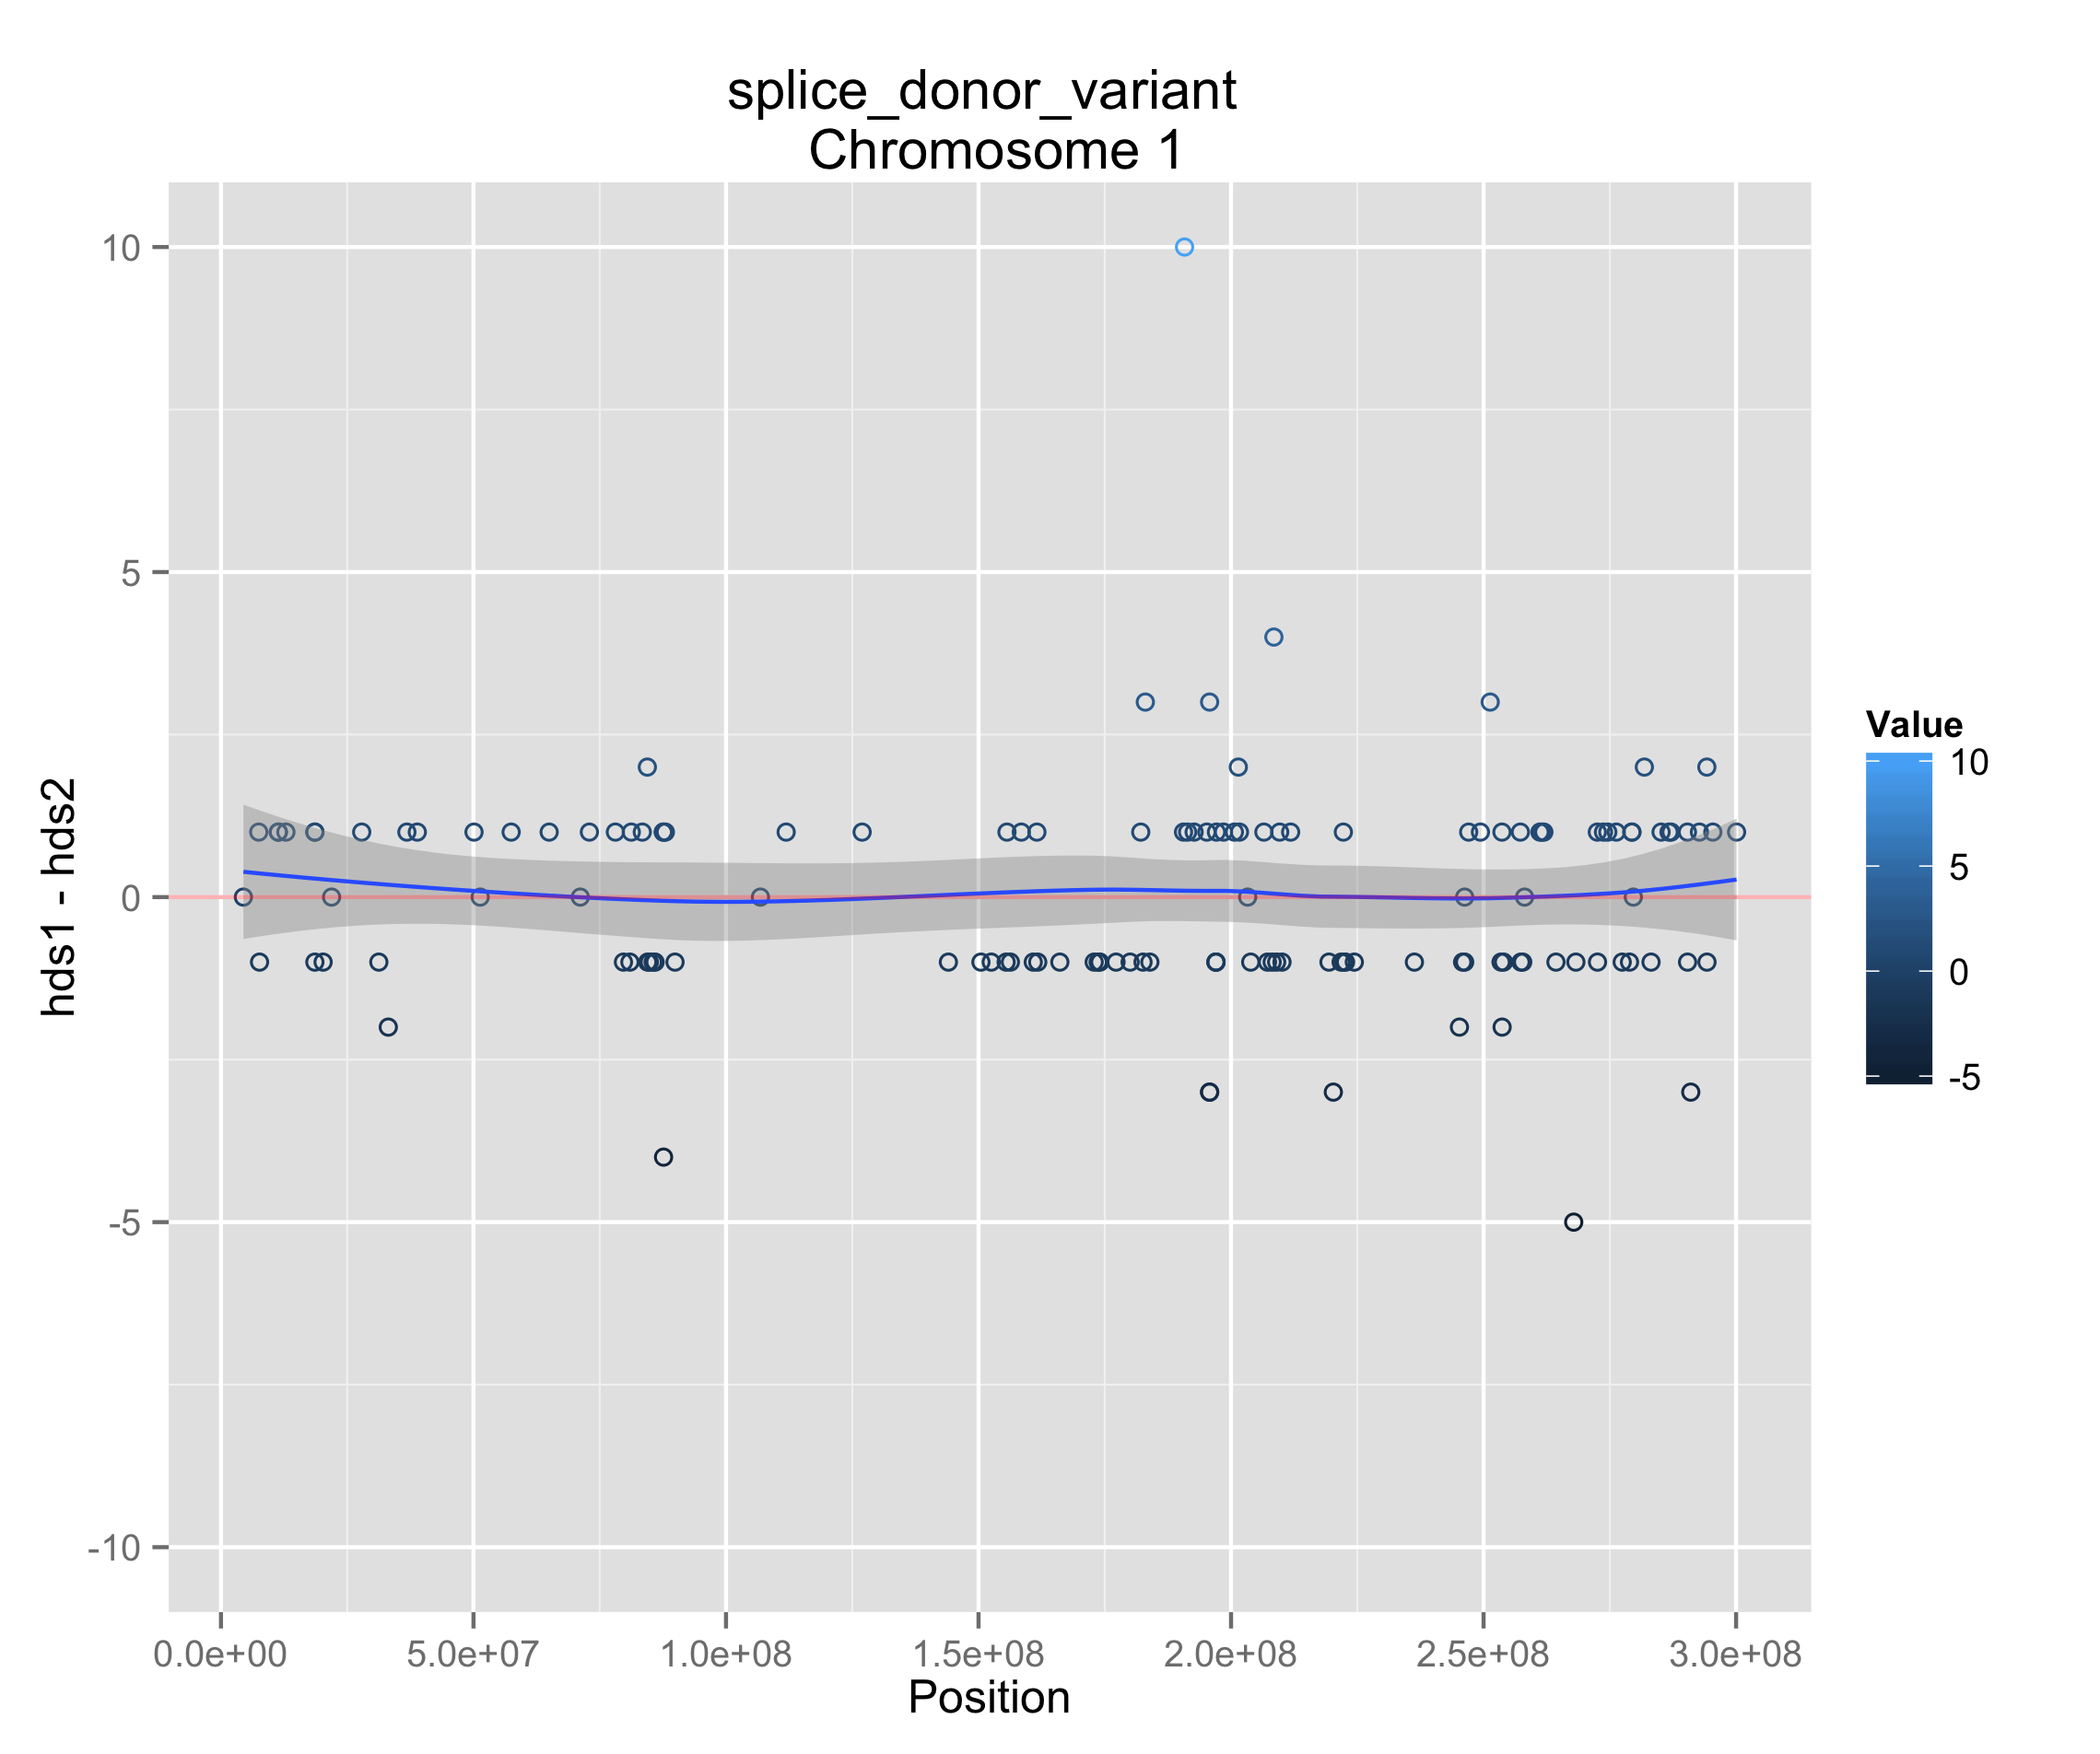 splice_donor_variant
Chromosome 1
hds1 - hds2
10
5
0
-5
-10
0.0e+00 5.0e+07 1.0e+08 1.5e+08 2.0e+08 2.5e+08 3.0e+08
Position
Value
10
5
0
-5